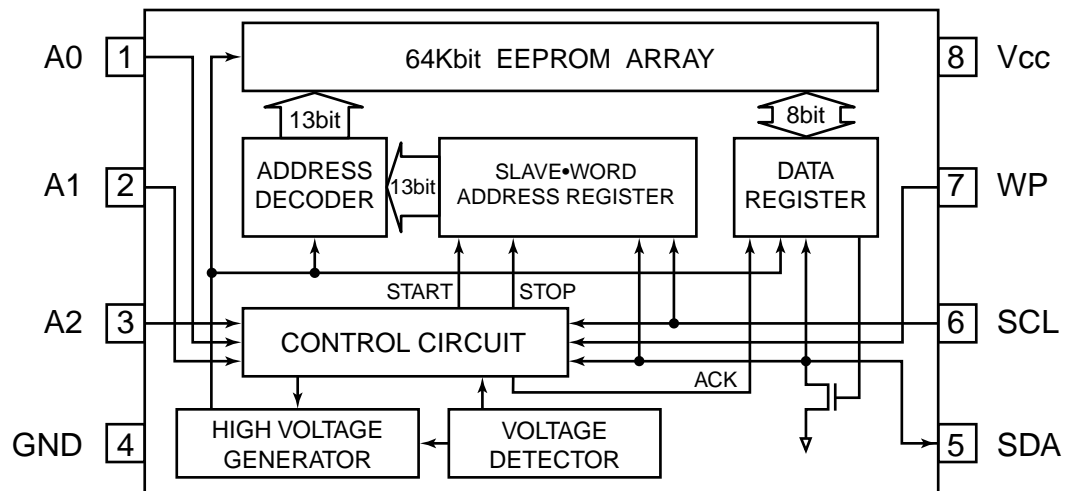 A0 1
64Kbit EEPROM ARRAY
8 Vcc
13bit
8bit
A1 2
ADDRESS
DECODER
13bit
SLAVE•WORD
ADDRESS REGISTER
DATA
REGISTER
7 WP
START
STOP
A2 3
CONTROL CIRCUIT
6 SCL
ACK
GND 4
HIGH VOLTAGE
GENERATOR
VOLTAGE
DETECTOR
5 SDA